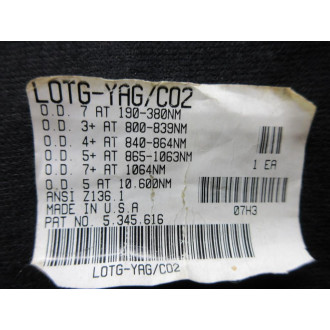 LOTG-YAG/CO2
O.D. 7 AT 190-380NM
O.D. 3+ AT 800-839NM
O.D. 4+ AT 840-864NM
O.D. 5+ AT 865-1063NM
O.D. 7+ AT 1064NM
O.D. 5 AT 10.600NM
ANSI Z136.1
MADE IN U.S.A
PAT NO. 5.345.616
1 EA
07H3
LOTG-YAG/CO2